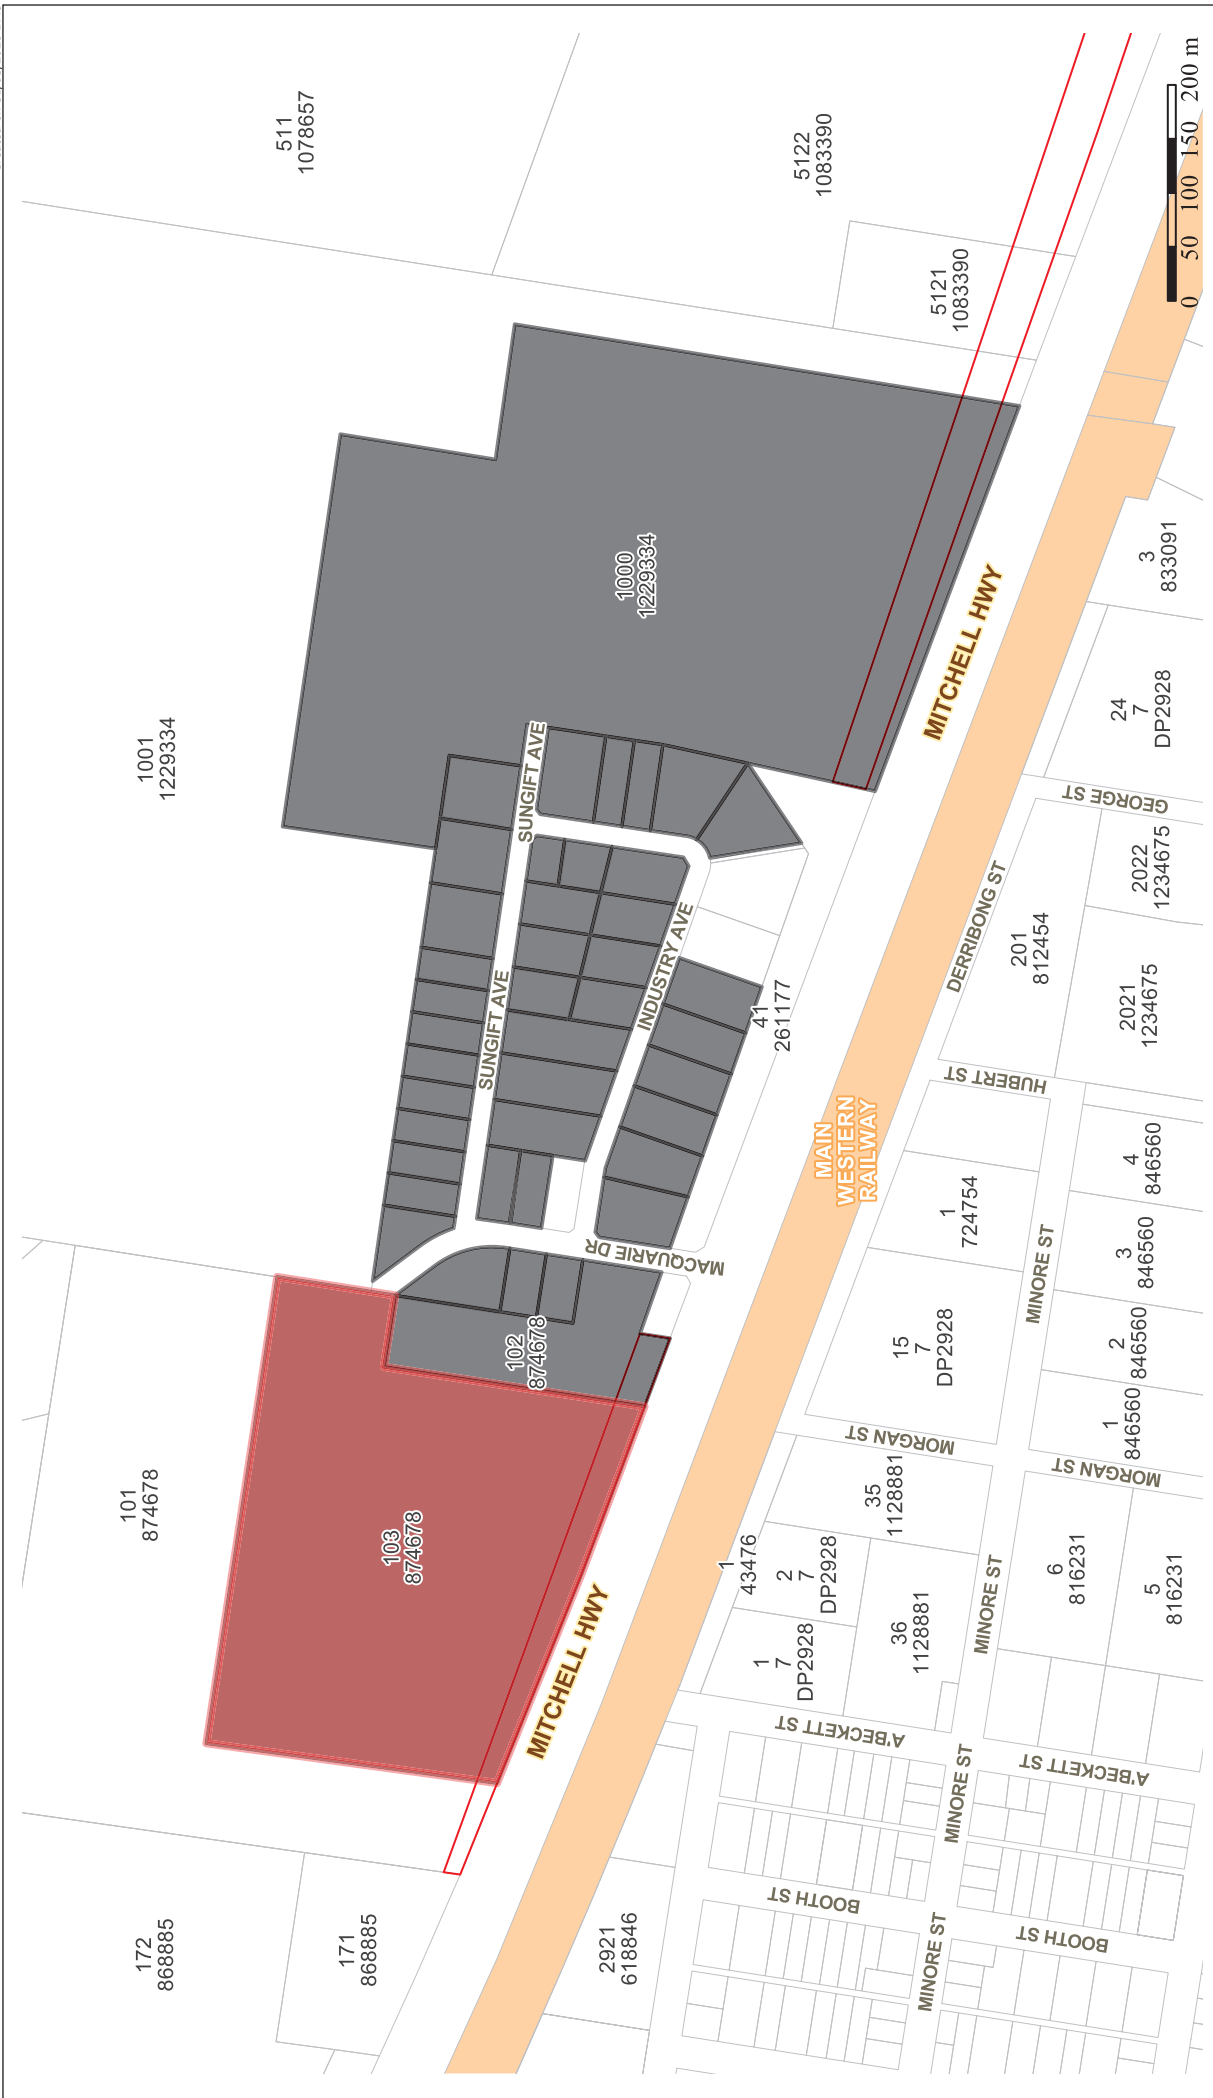 511
1078657
5122
1083390
5121
1083390
1001
1229334
1000
1229334
SUNGIFT AVE
SUNGIFT AVE
INDUSTRY AVE
MACQUARIE DR
41
261177
102
874678
101
874678
103
874678
172
868885
171
868885
MITCHELL HWY
MITCHELL HWY
MAIN
WESTERN
RAILWAY
0 50 100 150 200 m
3
833091
24
7
DP2928
GEORGE ST
2022
1234675
DERRIBONG ST
201
812454
2021
1234675
HUBERT ST
4
846560
1
724754
3
846560
MINORE ST
15
7
DP2928
2
846560
1
846560
MORGAN ST
MORGAN ST
35
1128881
1
43476
2
7
DP2928
6
816231
5
816231
MINORE ST
36
1128881
1
7
DP2928
A'BECKETT ST
A'BECKETT ST
MINORE ST
BOOTH ST
BOOTH ST
MINORE ST
2921
618846